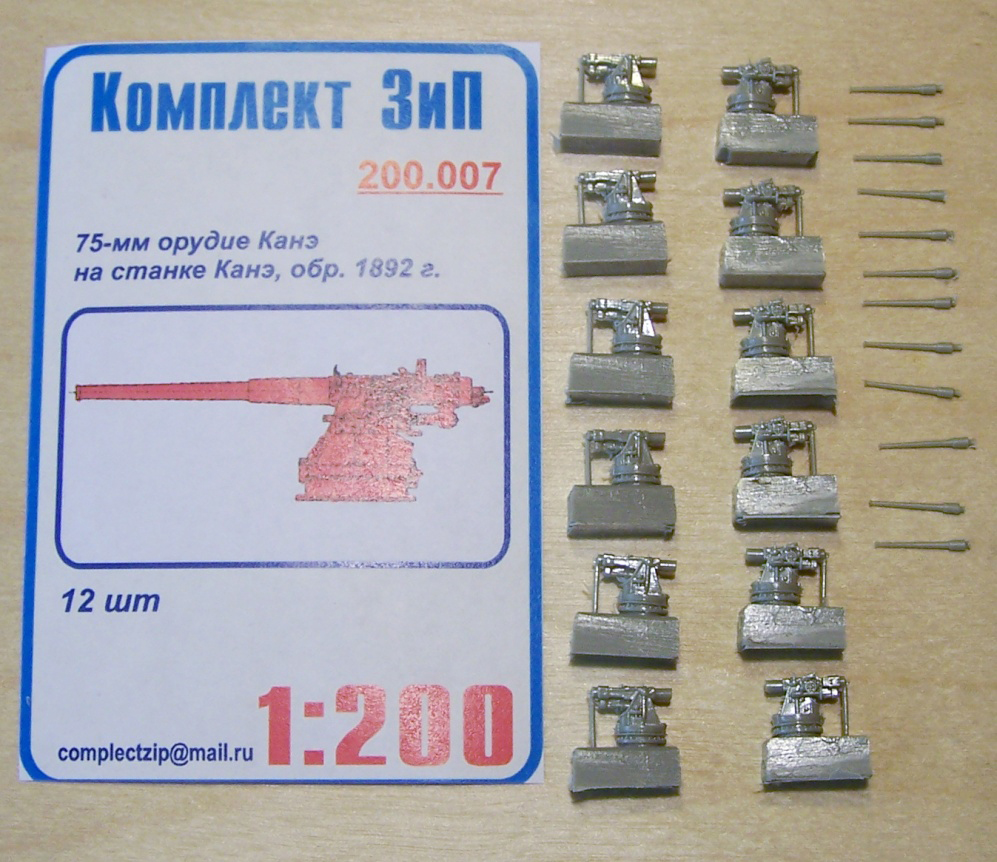 Комплект ЗиП
200.007
75-мм орудие Канэ
на станке Канэ, обр. 1892 г.
12 шт
complectzip@mail.ru
1:200